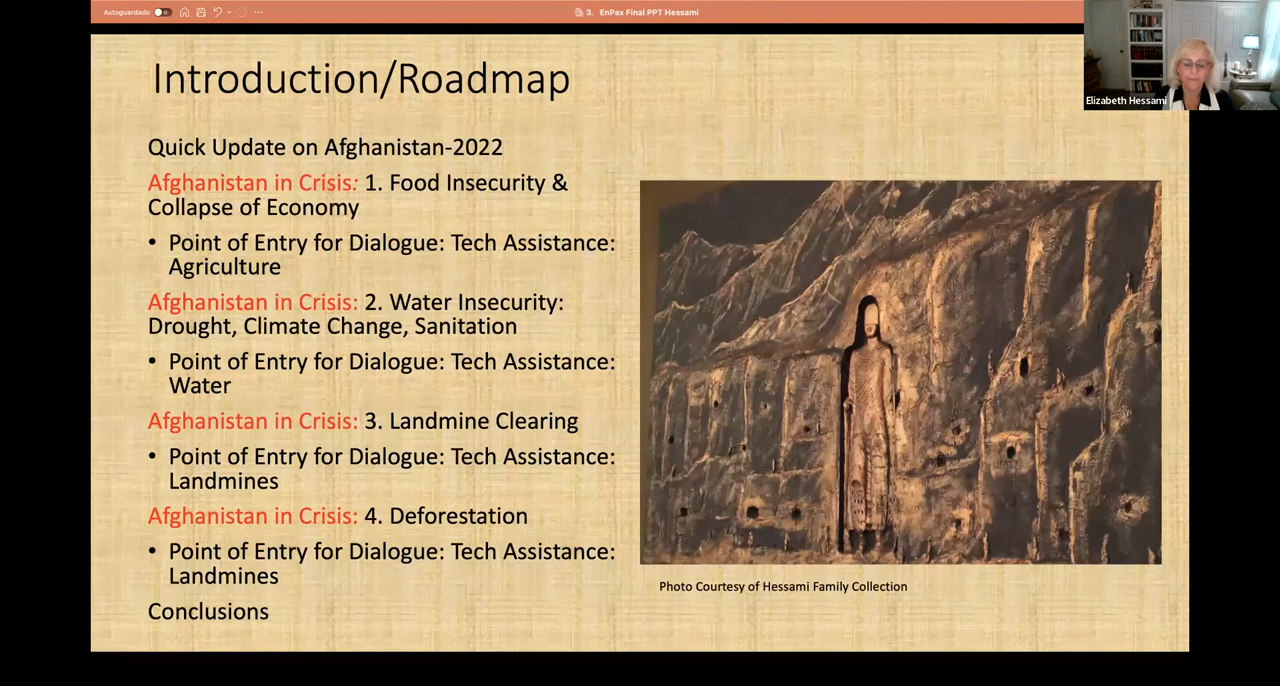 Autoguardado
3. EnPax Final PPT Hessami
Elizabeth Hessami
Introduction/Roadmap
Quick Update on Afghanistan-2022
Afghanistan in Crisis: 1. Food Insecurity &
Collapse of Economy
• Point of Entry for Dialogue: Tech Assistance:
Agriculture
Afghanistan in Crisis: 2. Water Insecurity:
Drought, Climate Change, Sanitation
• Point of Entry for Dialogue: Tech Assistance:
Water
Afghanistan in Crisis: 3. Landmine Clearing
• Point of Entry for Dialogue: Tech Assistance:
Landmines
Afghanistan in Crisis: 4. Deforestation
• Point of Entry for Dialogue: Tech Assistance:
Landmines
Conclusions
Photo Courtesy of Hessami Family Collection